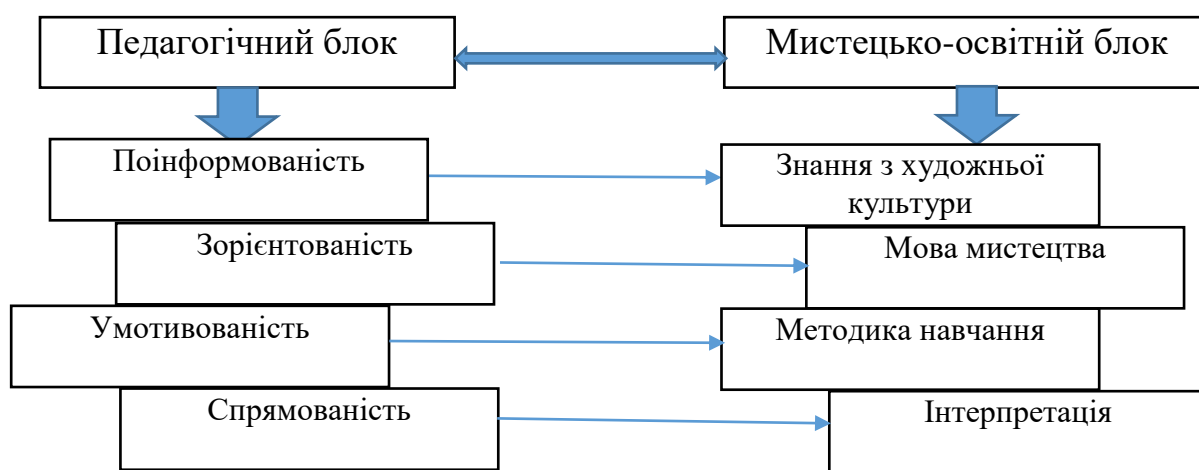 Педагогічний блок
Мистецько-освітній блок
Поінформованість
Знання з художньої
культури
Зорієнтованість
Мова мистецтва
Умотивованість
Методика навчання
Спрямованість
Інтерпретація